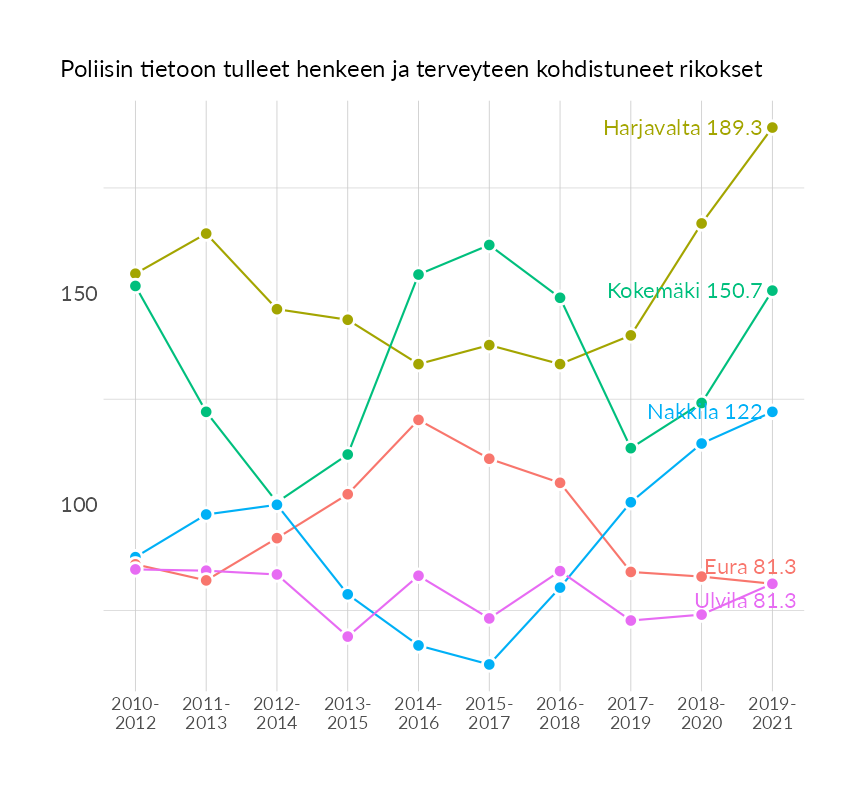 Poliisin tietoon tulleet henkeen ja terveyteen kohdistuneet rikokset
Harjavalta 189.3
150
Kokemäki 150.7
Nakkila 122
100
Eura 81.3
Ulvila 81.3
2010- 2011- 2012- 2013- 2014- 2015- 2016- 2017- 2018- 2019-
2012 2013 2014 2015 2016 2017 2018 2019 2020 2021